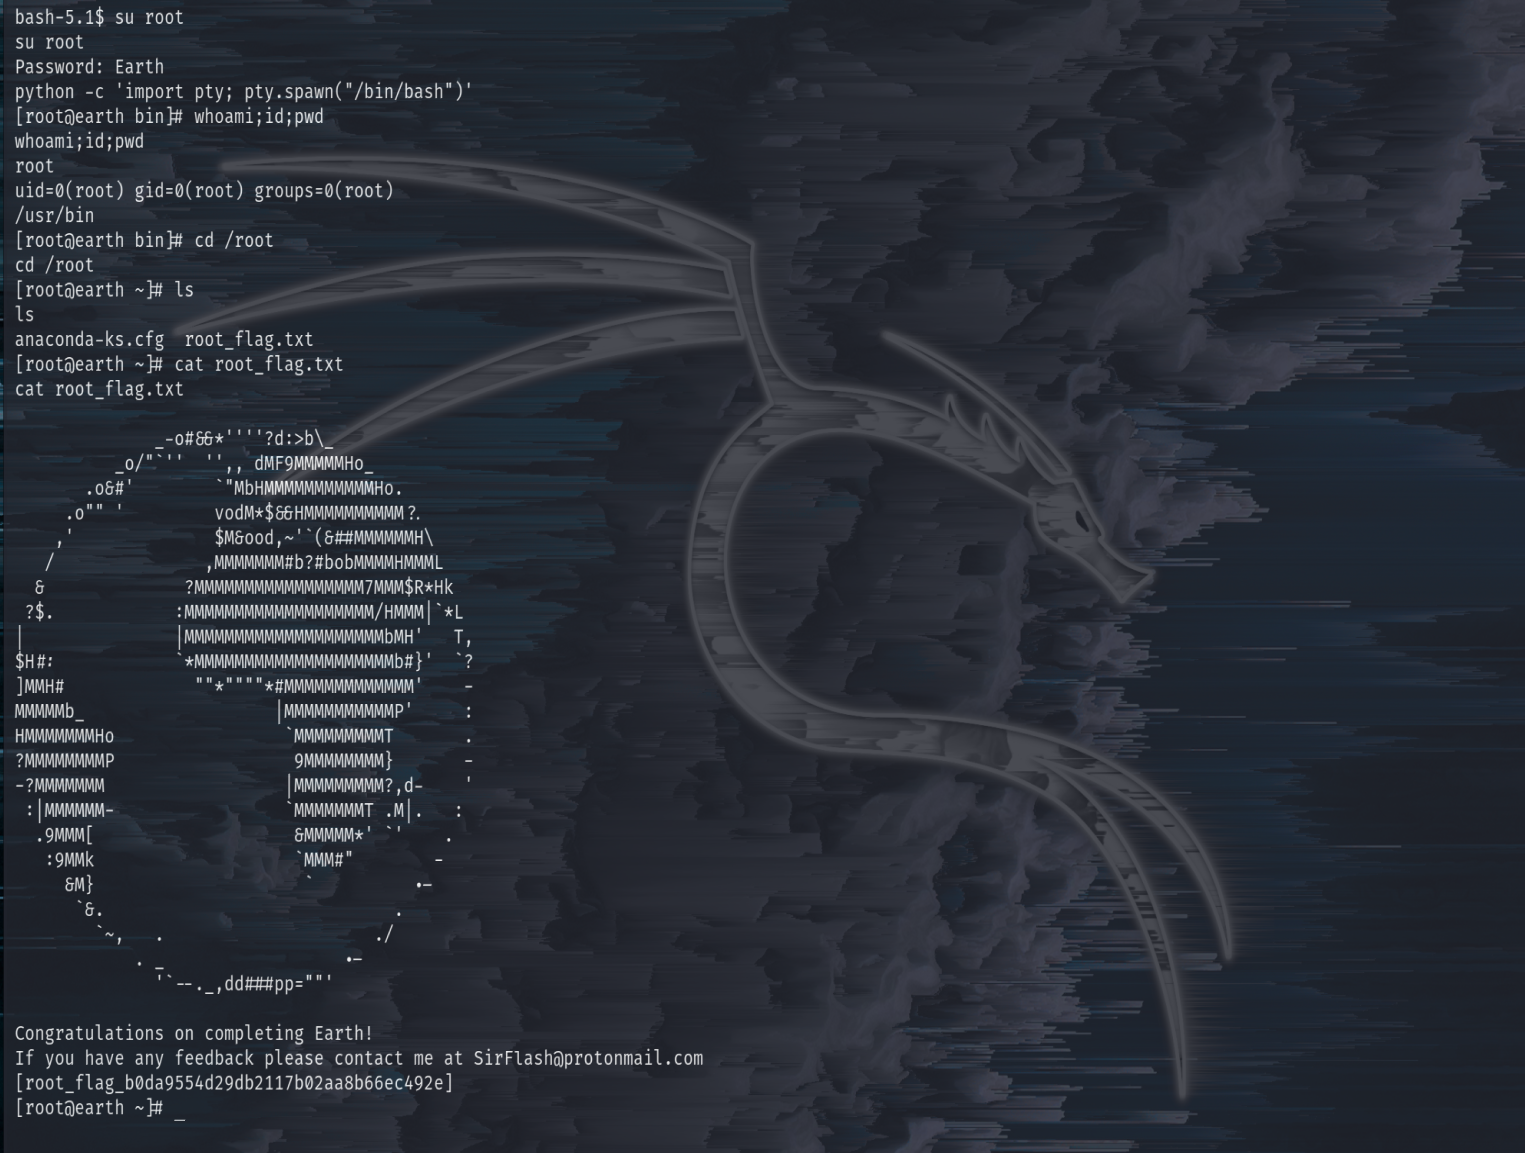 bash-5.1$ su root
su root
Password: Earth
python -c 'import pty; pty.spawn("/bin/bash")'
[root@earth bin]# whoami;id;pwd
whoami;id;pwd
root
uid=0(root) gid=0(root) groups=0(root)
/usr/bin
[root@earth bin]# cd /root
cd /root
[root@earth ~]# ls
ls
anaconda-ks.cfg  root_flag.txt
[root@earth ~]# cat root_flag.txt
cat root_flag.txt

              _-o#&&*''''?d:>b\_
          _o/"`''  '',, dMF9MMMMMHo_
       .o&#'        `"MbHMMMMMMMMMMMHo.
     .o"" '         vodM*$&&HMMMMMMMMMM?.
    ,'              $M&ood,~'`(&##MMMMMMH\
   /               ,MMMMMMM#b?#bobMMMMHMMML
  &              ?MMMMMMMMMMMMMMMMM7MMM$R*Hk
 ?$.            :MMMMMMMMMMMMMMMMMMM/HMMM|`*L
|               |MMMMMMMMMMMMMMMMMMMMbMH'   T,
$H#:            `*MMMMMMMMMMMMMMMMMMMMb#}'  `?
]MMH#             ""*""""*#MMMMMMMMMMMMM'    -
MMMMMb_                   |MMMMMMMMMMMP'     :
HMMMMMMMHo                 `MMMMMMMMMT       .
?MMMMMMMMP                  9MMMMMMMM}       -
-?MMMMMMM                  |MMMMMMMMM?,d-    '
 :|MMMMMM-                 `MMMMMMMT .M|.   :
  .9MMM[                    &MMMMM*' `'    .
   :9MMk                    `MMM#"        -
     &M}                     `          .-
      `&.                             .
        `~,   .                     ./
            . _                  .-
              '`--._,dd###pp=""'

Congratulations on completing Earth!
If you have any feedback please contact me at SirFlash@protonmail.com
[root_flag_b0da9554d29db2117b02aa8b66ec492e]
[root@earth ~]# _